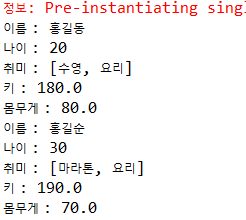 정보: Pre-instantiating singl
이름 : 홍길동
나이 : 20
취미 : [수영, 요리]
키 : 180.0
몸무게 : 80.0
이름 : 홍길순
나이 : 30
취미 : [마라톤, 요리]
키 : 190.0
몸무게 : 70.0